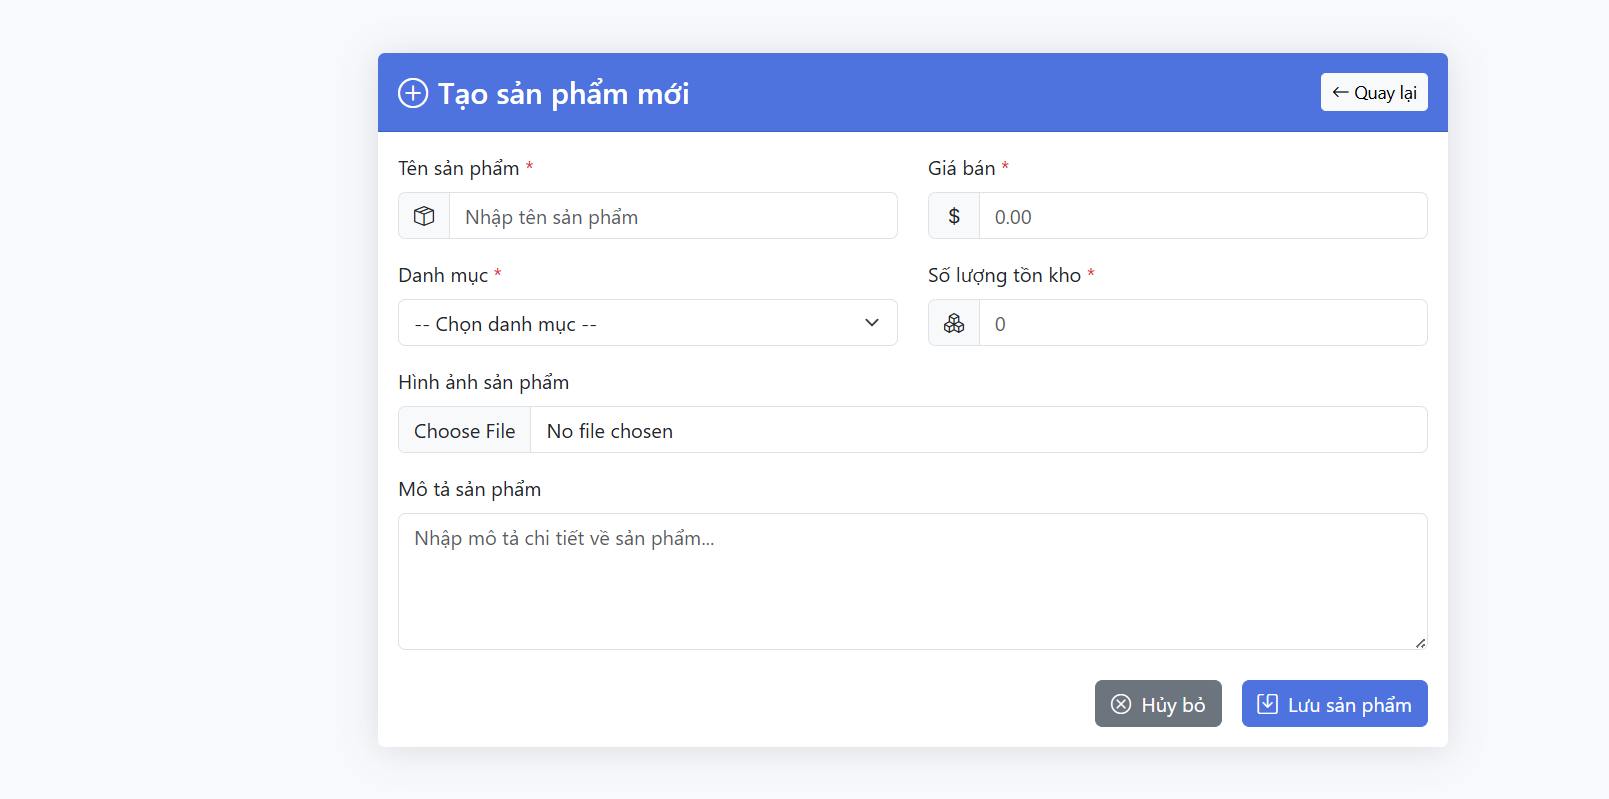 Tạo sản phẩm mới
← Quay lại
Tên sản phẩm *
Giá bán *
Nhập tên sản phẩm
$ 0.00
Danh mục *
Số lượng tồn kho *
-- Chọn danh mục --
0
Hình ảnh sản phẩm
Choose File No file chosen
Mô tả sản phẩm
Nhập mô tả chi tiết về sản phẩm...
Hủy bỏ
Lưu sản phẩm